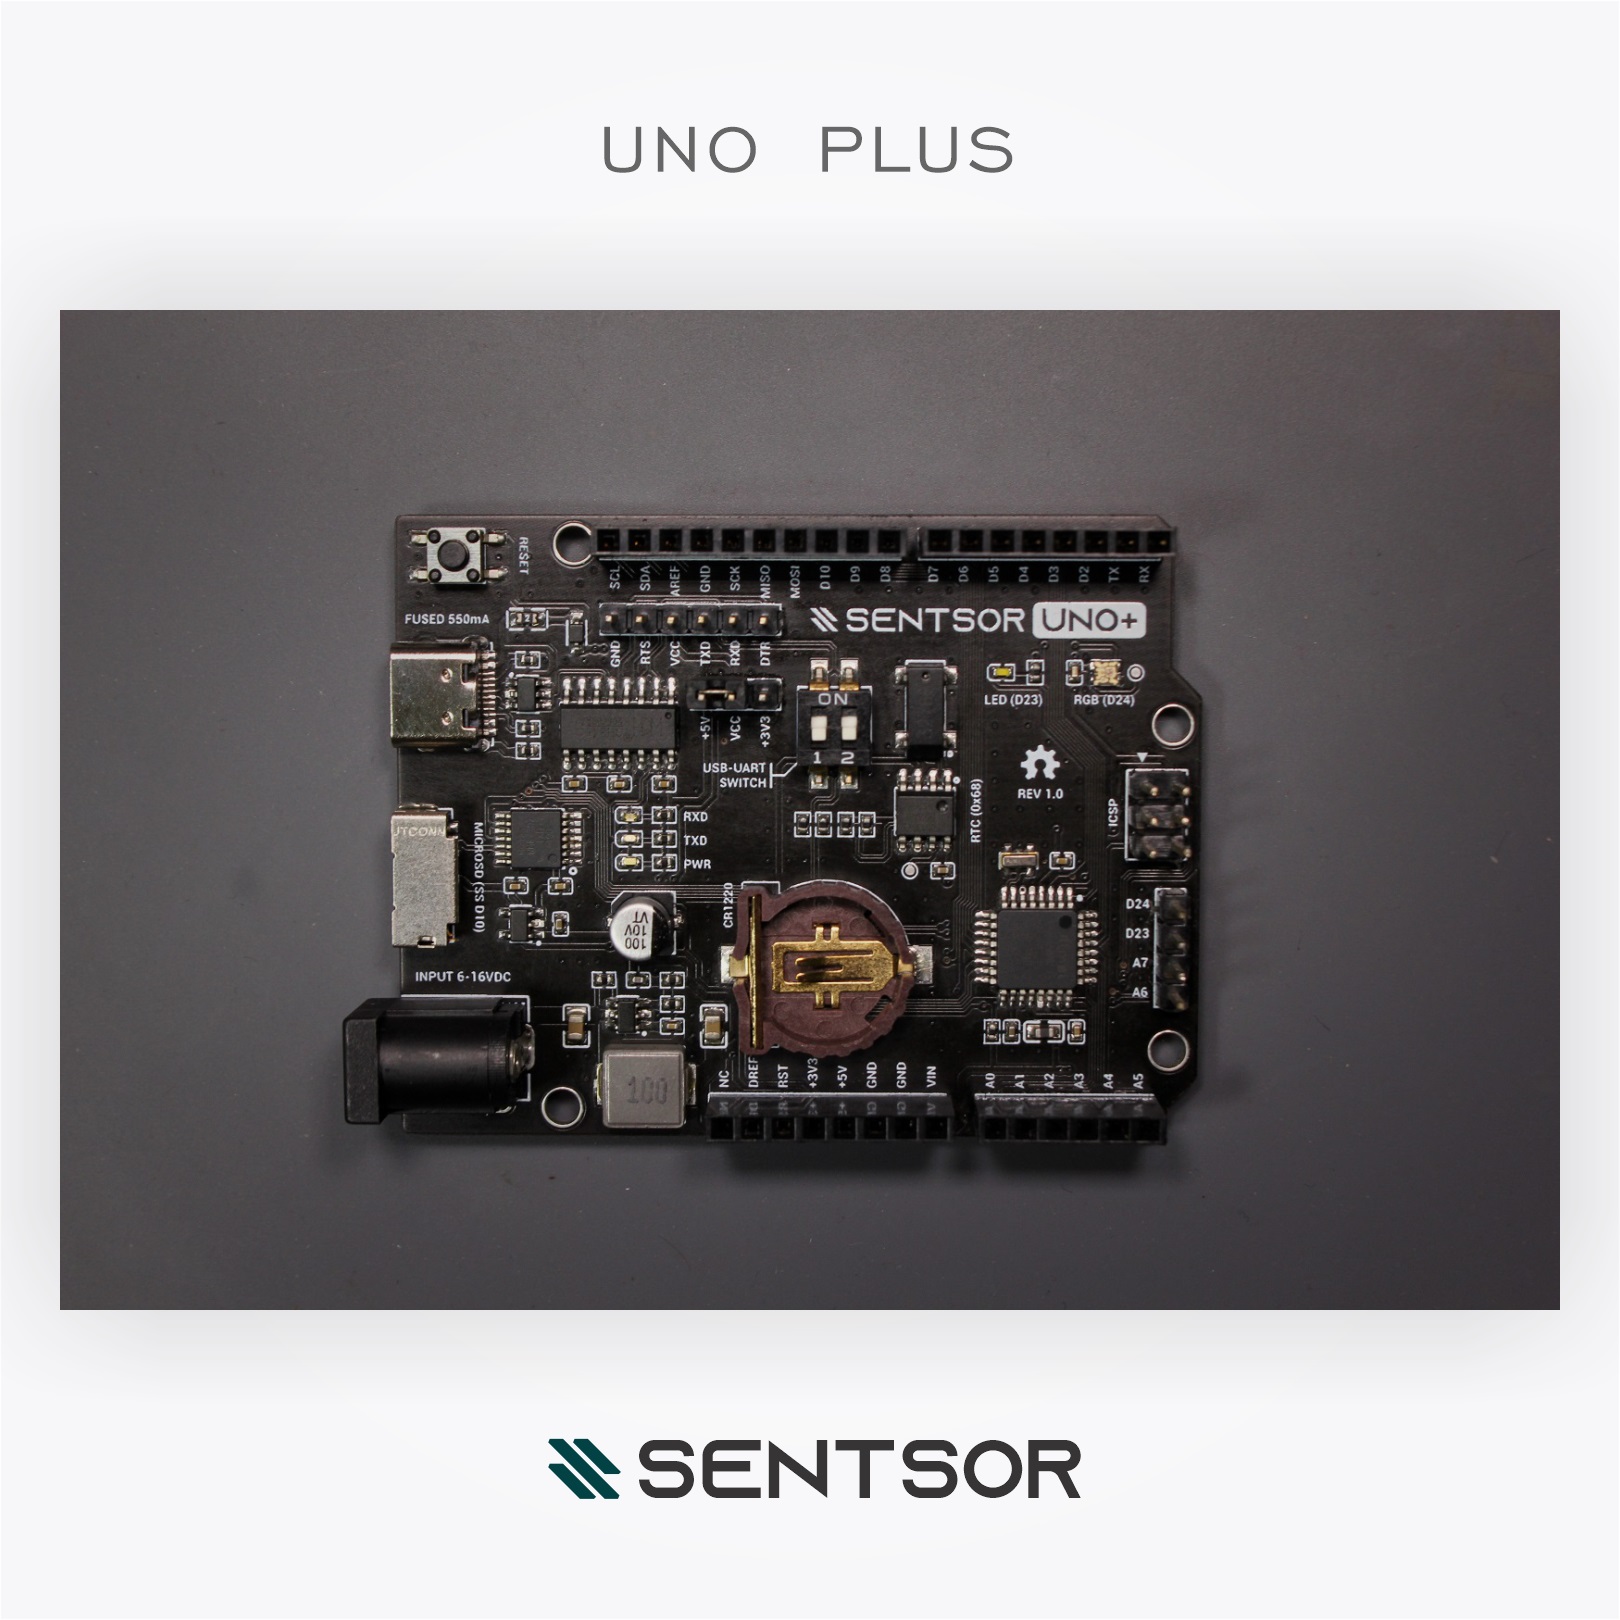 UNO PLUS
RESET
SCL
SDA
AREF
GND
SCK
MISO
MOSI
D10
D9
D8
D7
D6
D5
D4
D3
D2
TX
RX
FUSED 550mA
SENTSOR UNO+
GND
RTS
VCC
TXD
RXD
DTR
LED (D23)
RGB (D24)
ON
1 2
+5V
VCC
+3V3
USB-UART
SWITCH
REV 1.0
ICSP
RTC (0x68)
JTCONN
MICROSD (SS D10)
RXD
TXD
PWR
CR1220
100
10V
VT
D24
D23
A7
A6
INPUT 6-16VDC
100
NC
DREF
RST
+3V3
+5V
GND
GND
VIN
A0
A1
A2
A3
A4
A5
SENTSOR